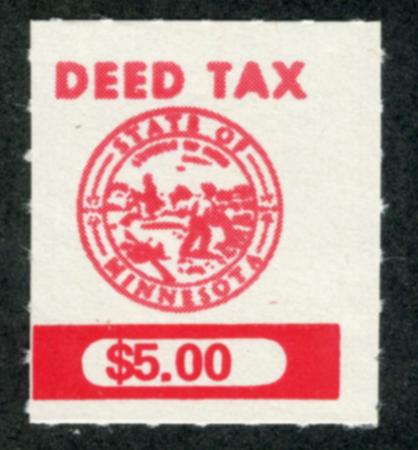 DEED TAX
STATE OF
MINNESOTA
$5.00